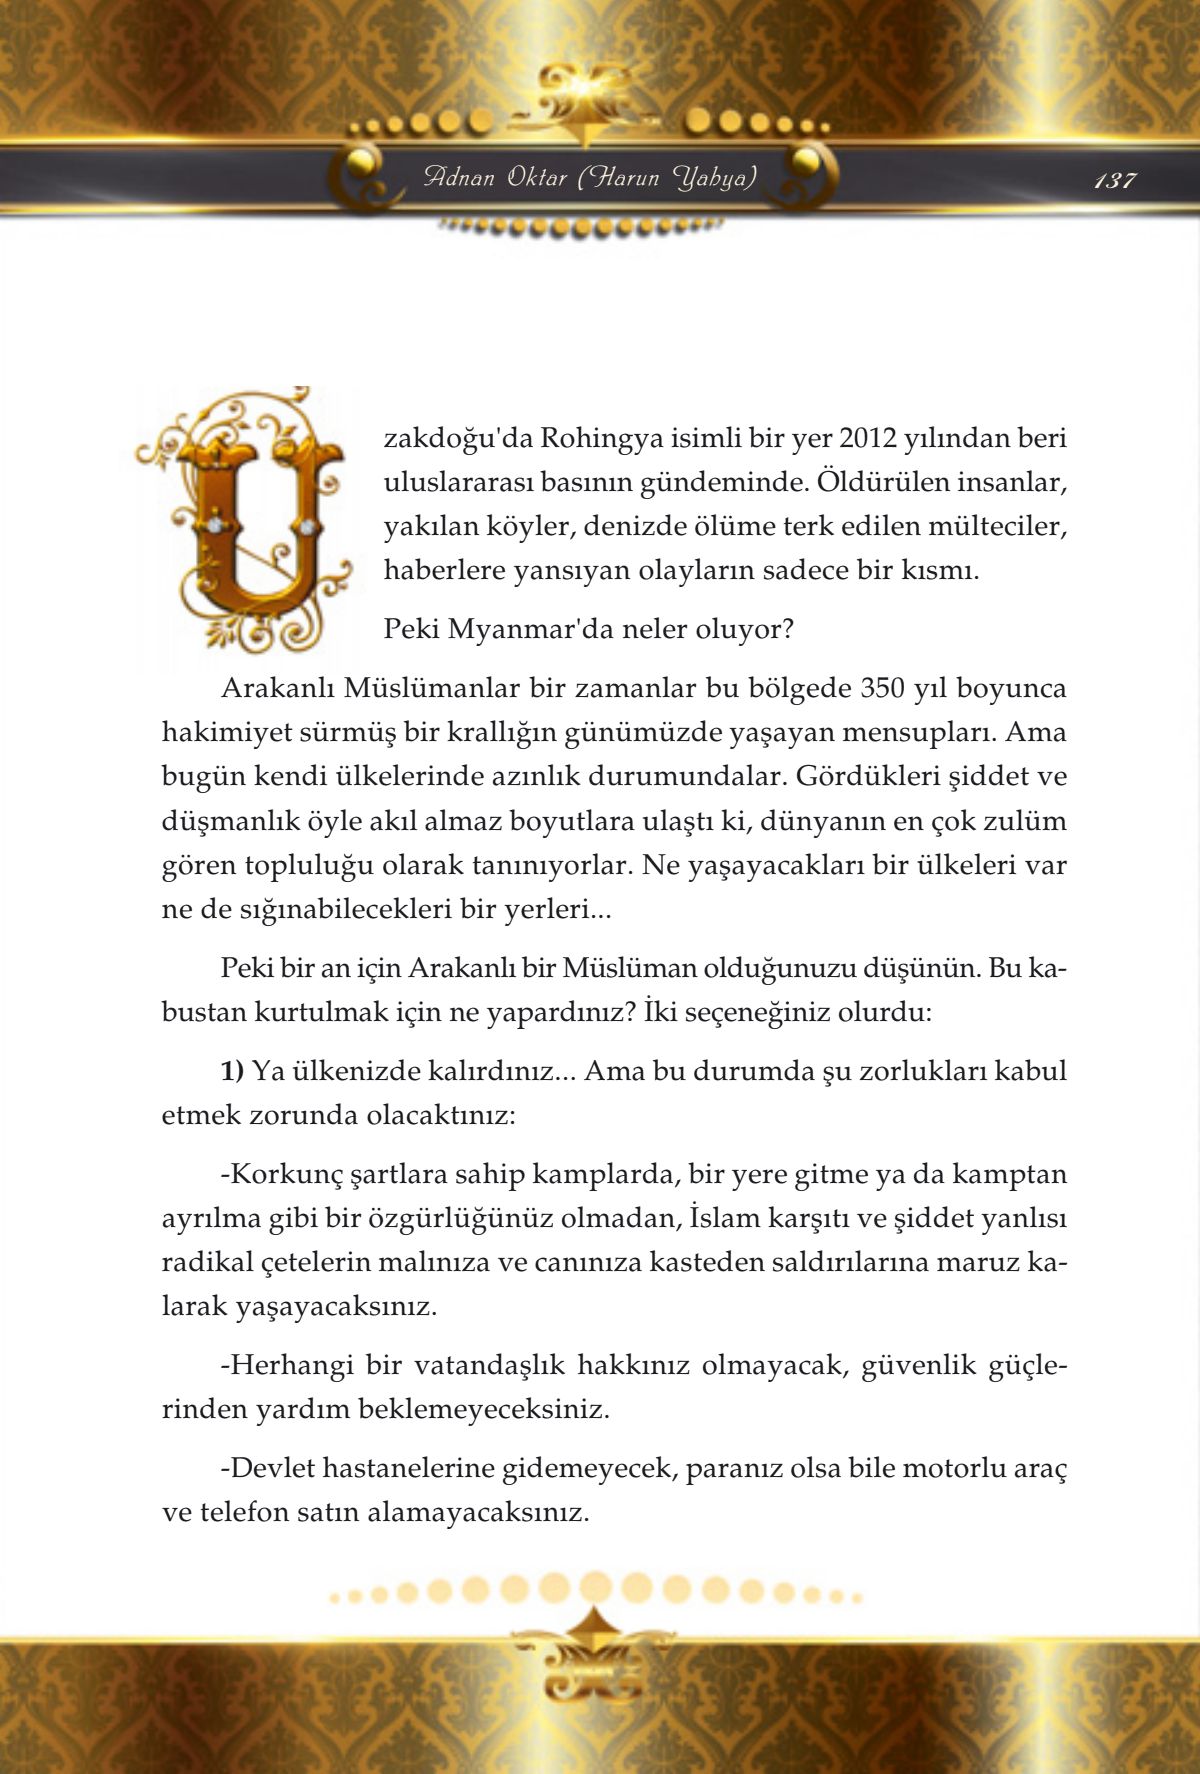 Adnan Oktar (Harun Yahya)
137
Uzakdoğu'da Rohingya isimli bir yer 2012 yılından beri
uluslararası basının gündeminde. Öldürülen insanlar,
yakılan köyler, denizde ölüme terk edilen mülteciler,
haberlere yansıyan olayların sadece bir kısmı.
Peki Myanmar'da neler oluyor?
Arakanlı Müslümanlar bir zamanlar bu bölgede 350 yıl boyunca
hakimiyet sürmüş bir krallığın günümüzde yaşayan mensupları. Ama
bugün kendi ülkelerinde azınlık durumundalar. Gördükleri şiddet ve
düşmanlık öyle akıl almaz boyutlara ulaştı ki, dünyanın en çok zulüm
gören topluluğu olarak tanınıyorlar. Ne yaşayacakları bir ülkeleri var
ne de sığınabilecekleri bir yerleri...
Peki bir an için Arakanlı bir Müslüman olduğunuzu düşünün. Bu ka-
bustan kurtulmak için ne yapardınız? İki seçeneğiniz olurdu:
1) Ya ülkenizde kalırdınız... Ama bu durumda şu zorlukları kabul
etmek zorunda olacaktınız:
-Korkunç şartlara sahip kamplarda, bir yere gitme ya da kamptan
ayrılma gibi bir özgürlüğünüz olmadan, İslam karşıtı ve şiddet yanlısı
radikal çetelerin malınıza ve canınıza kasteden saldırılarına maruz ka-
larak yaşayacaksınız.
-Herhangi bir vatandaşlık hakkınız olmayacak, güvenlik güçle-
rinden yardım beklemeyeceksiniz.
-Devlet hastanelerine gidemeyecek, paranız olsa bile motorlu araç
ve telefon satın alamayacaksınız.